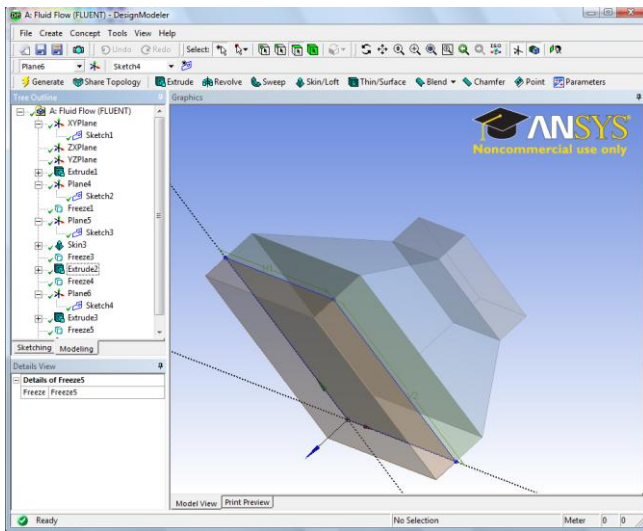 A: Fluid Flow (FLUENT) - DesignModeler
File Create Concept Tools View Help
Undo Redo Select:
Plane6 Sketch4
Generate Share Topology Extrude Revolve Sweep Skin/Loft Thin/Surface Blend Chamfer Point Parameters
Tree Outline Graphics
A: Fluid Flow (FLUENT)
XYPlane
Sketch1
ZXPlane
YZPlane
Extrude1
Plane4
Sketch2
Freeze1
Plane5
Sketch3
Skin3
Freeze3
Extrude2
Freeze4
Plane6
Sketch4
Extrude3
Freeze5
ANSYS
Noncommercial use only
H1
Sketching Modeling
Details View
Details of Freeze5
Freeze Freeze5
Model View Print Preview
Ready No Selection Meter 0 0